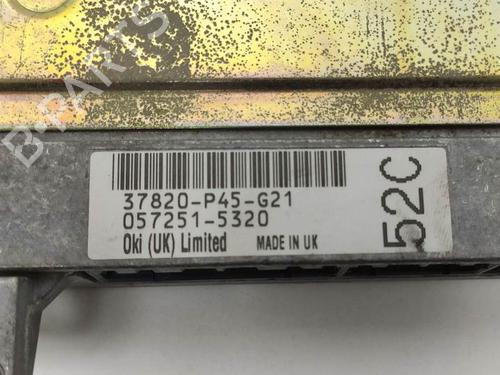 B-PARTS
37820-P45-G21
057251-5320
Oki (UK) Limited MADE IN UK
52C